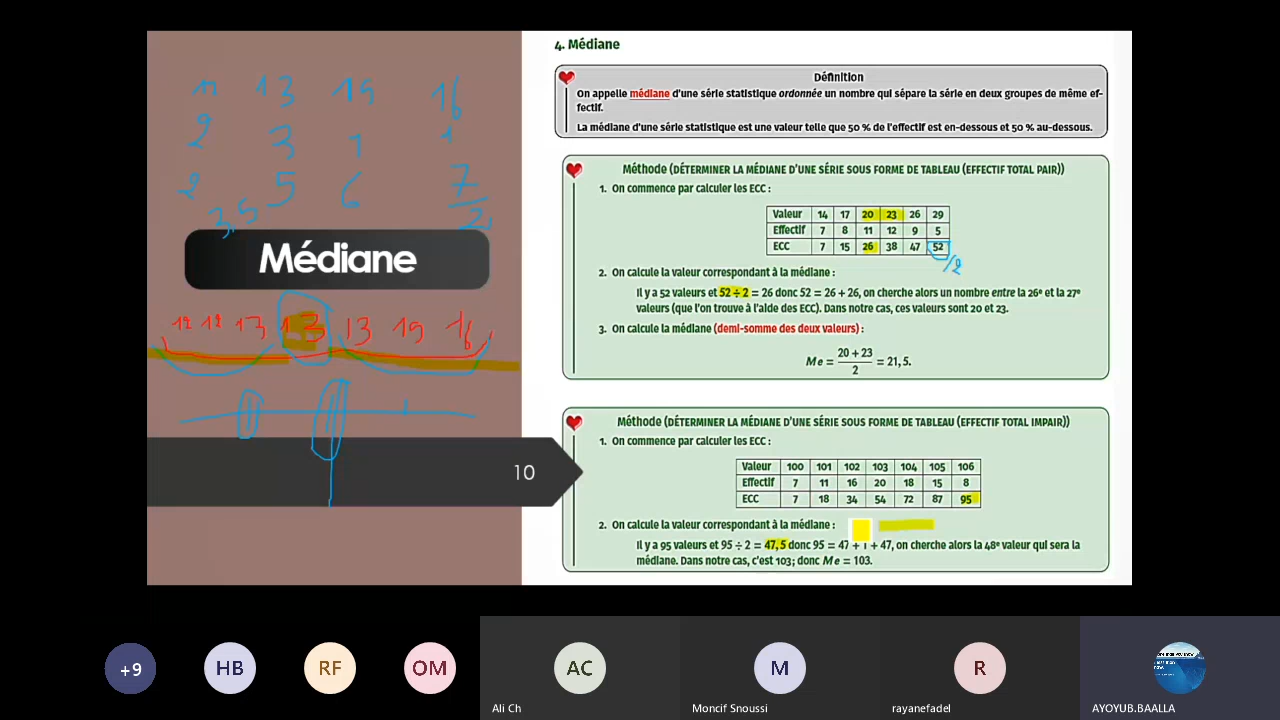 11 13 19 16
2 3 1 1
2 5 6 7
3,5 2
Médiane
12 12 13 13 13 19 16
10
4. Médiane
Définition
On appelle médiane d'une série statistique ordonnée un nombre qui sépare la série en deux groupes de même ef-
fectif.
La médiane d'une série statistique est une valeur telle que 50 % de l'effectif est en-dessous et 50 % au-dessous.
Méthode (DÉTERMINER LA MÉDIANE D'UNE SÉRIE SOUS FORME DE TABLEAU (EFFECTIF TOTAL PAIR))
1. On commence par calculer les ECC :
Valeur 14 17 20 23 26 29
Effectif 7 8 11 12 9 5
ECC 7 15 26 38 47 52
/2
2. On calcule la valeur correspondant à la médiane :
Il y a 52 valeurs et 52 ÷ 2 = 26 donc 52 = 26 + 26, on cherche alors un nombre entre la 26e et la 27e
valeurs (que l'on trouve à l'aide des ECC). Dans notre cas, ces valeurs sont 20 et 23.
3. On calcule la médiane (demi-somme des deux valeurs) :
Me = 20 + 23 / 2 = 21, 5.
Méthode (DÉTERMINER LA MÉDIANE D'UNE SÉRIE SOUS FORME DE TABLEAU (EFFECTIF TOTAL IMPAIR))
1. On commence par calculer les ECC :
Valeur 100 101 102 103 104 105 106
Effectif 7 11 16 20 18 15 8
ECC 7 18 34 54 72 87 95
2. On calcule la valeur correspondant à la médiane :
Il y a 95 valeurs et 95 ÷ 2 = 47, 5 donc 95 = 47 + 1 + 47, on cherche alors la 48e valeur qui sera la
médiane. Dans notre cas, c'est 103; donc Me = 103.
+9 HB RF OM AC M R
Ali Ch Moncif Snoussi rayanefadel AYOYUB.BAALLA